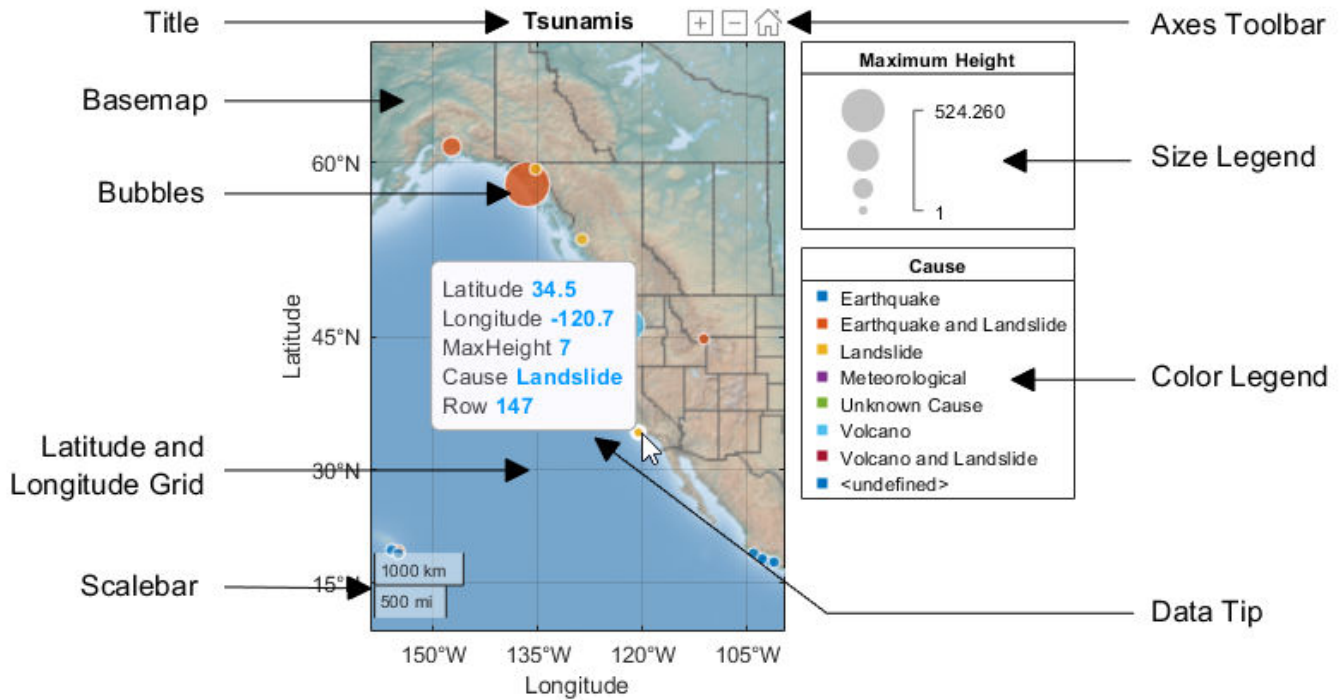 Title
Tsunamis
Axes Toolbar
Basemap
Bubbles
Latitude and
Longitude Grid
Scalebar
60°N
45°N
30°N
15°N
Latitude
Latitude 34.5
Longitude -120.7
MaxHeight 7
Cause Landslide
Row 147
1000 km
500 mi
150°W 135°W 120°W 105°W
Longitude
Maximum Height
524.260
1
Size Legend
Cause
Earthquake
Earthquake and Landslide
Landslide
Meteorological
Unknown Cause
Volcano
Volcano and Landslide
<undefined>
Color Legend
Data Tip